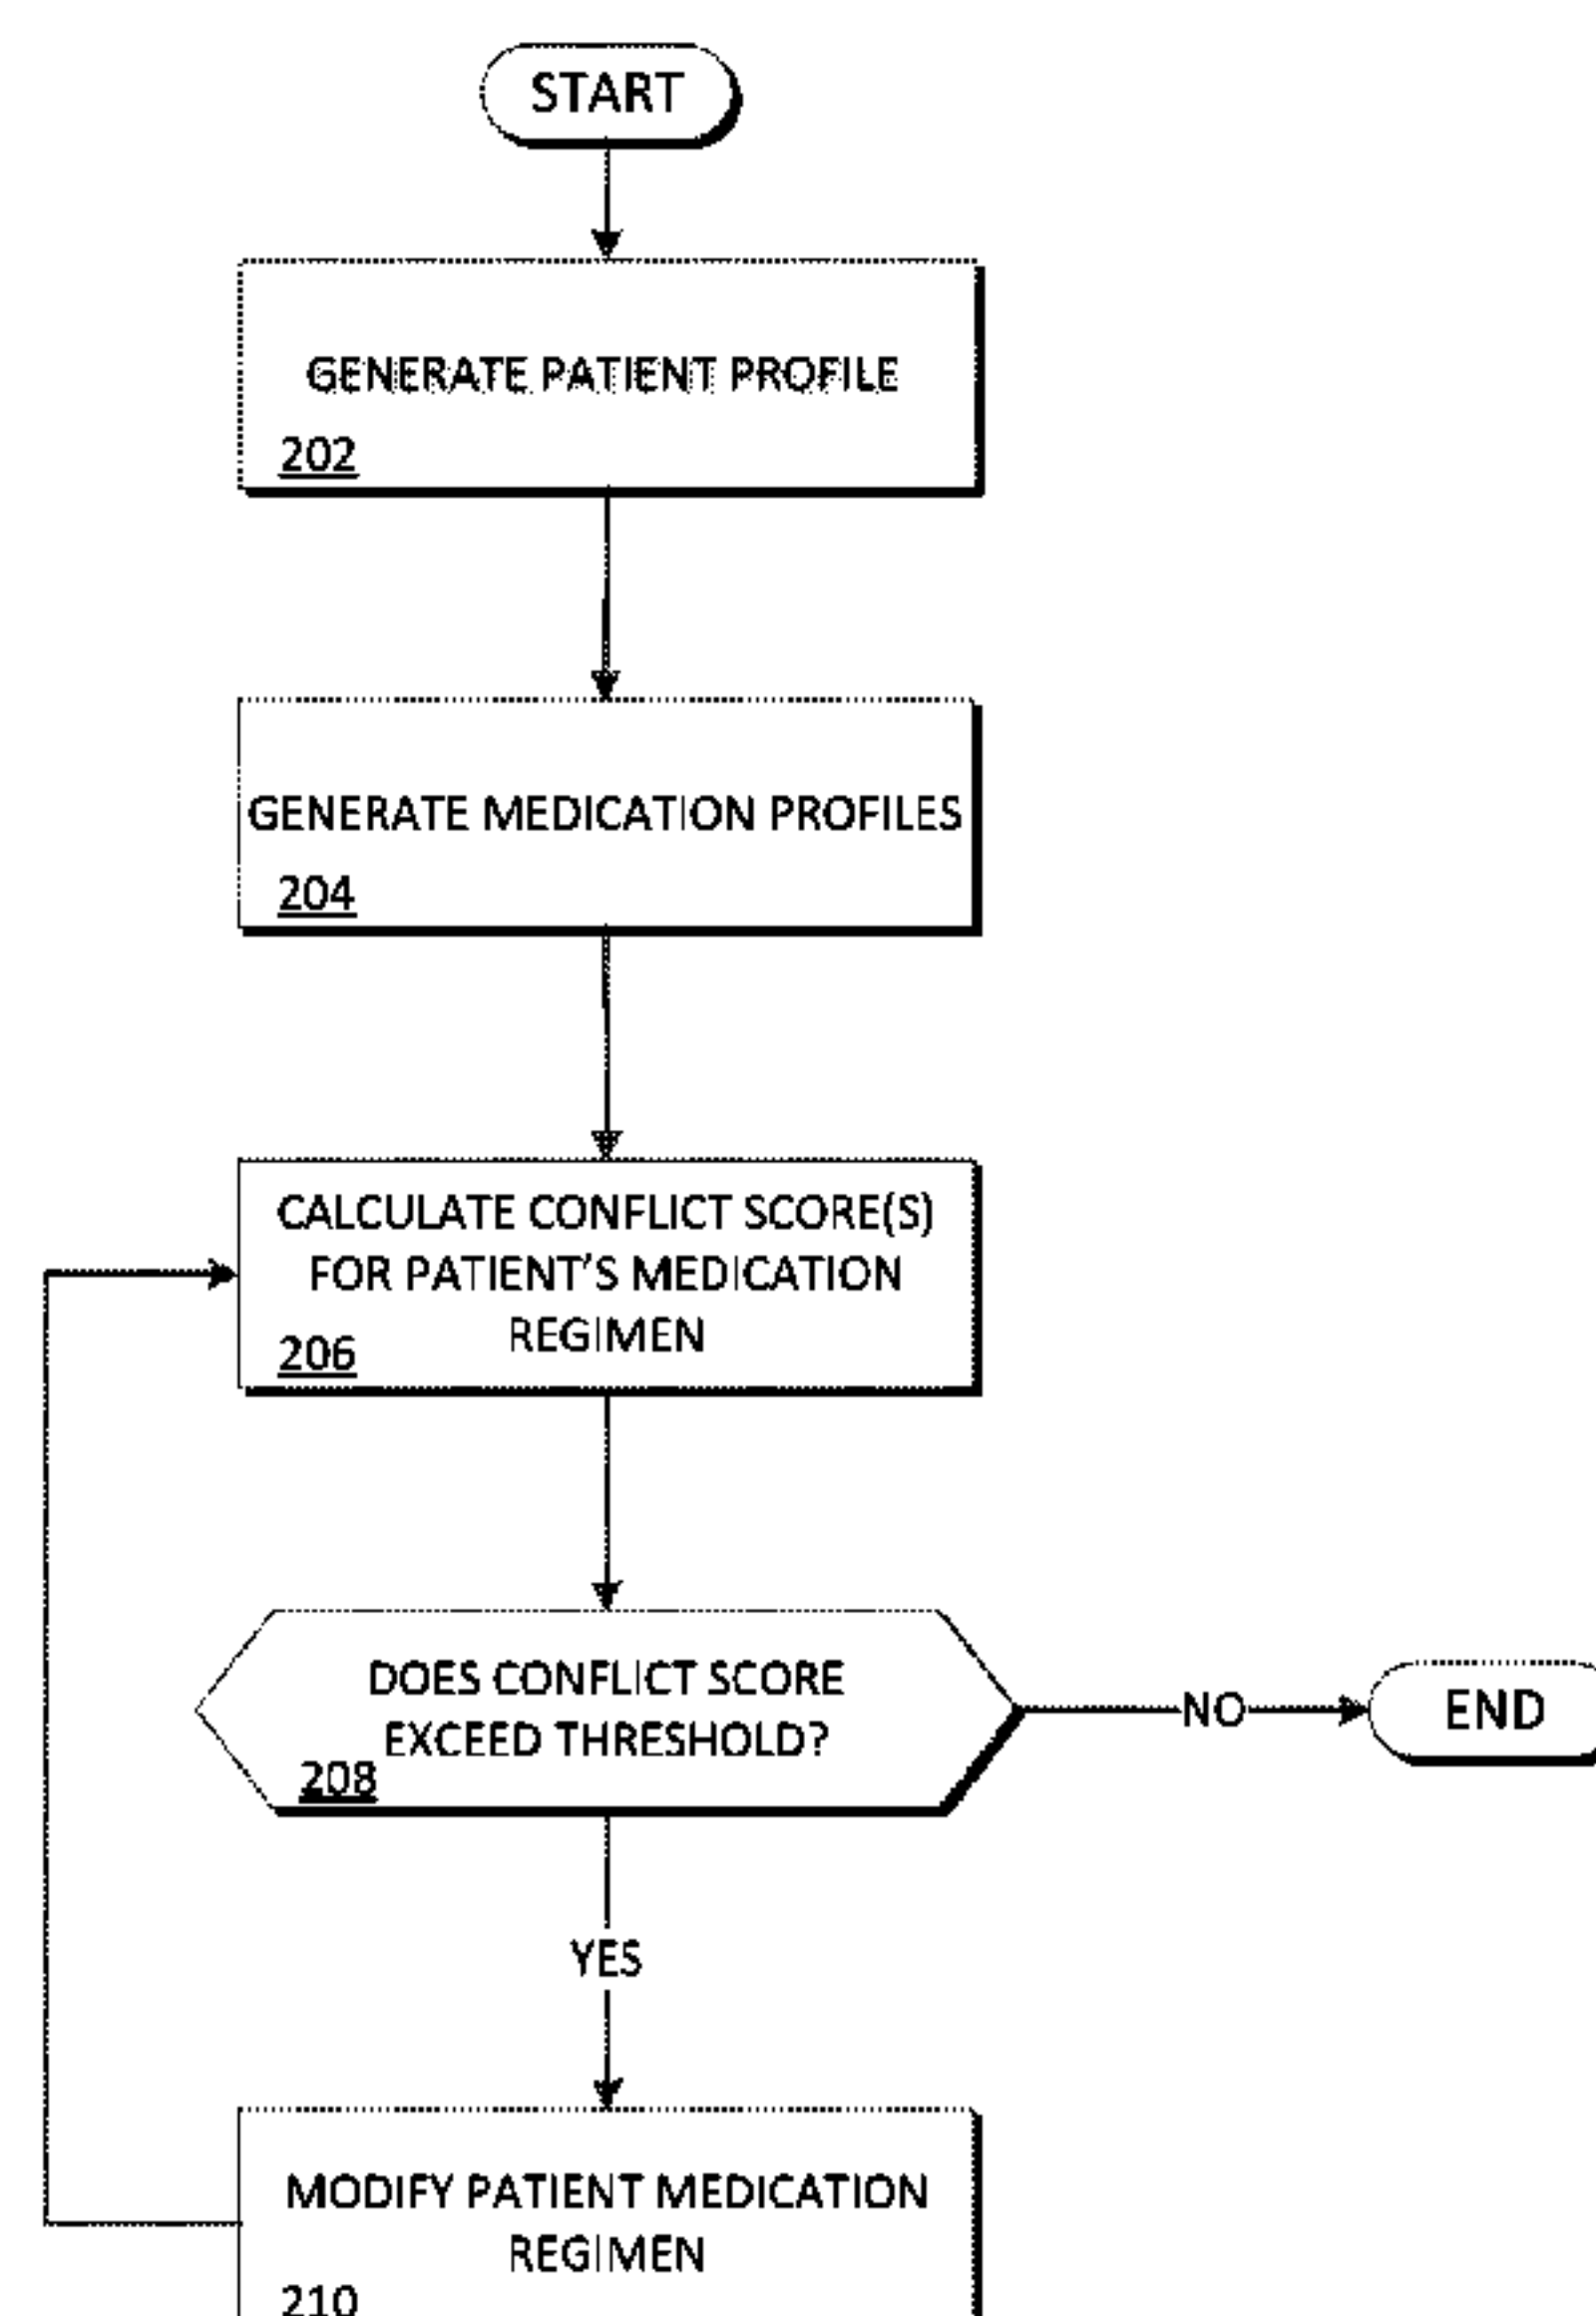 START
GENERATE PATIENT PROFILE
202
GENERATE MEDICATION PROFILES
204
CALCULATE CONFLICT SCORE(S)
FOR PATIENT'S MEDICATION
REGIMEN
206
DOES CONFLICT SCORE
EXCEED THRESHOLD?
208
NO
END
YES
MODIFY PATIENT MEDICATION
REGIMEN
210